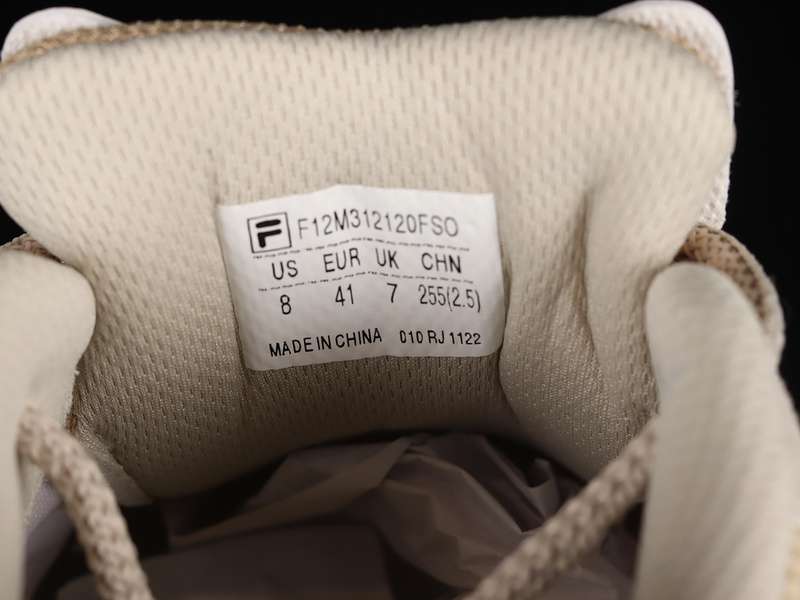 F12M312120FSO
US EUR UK CHN
8 41 7 255(2.5)
MADE IN CHINA 010 RJ 1122